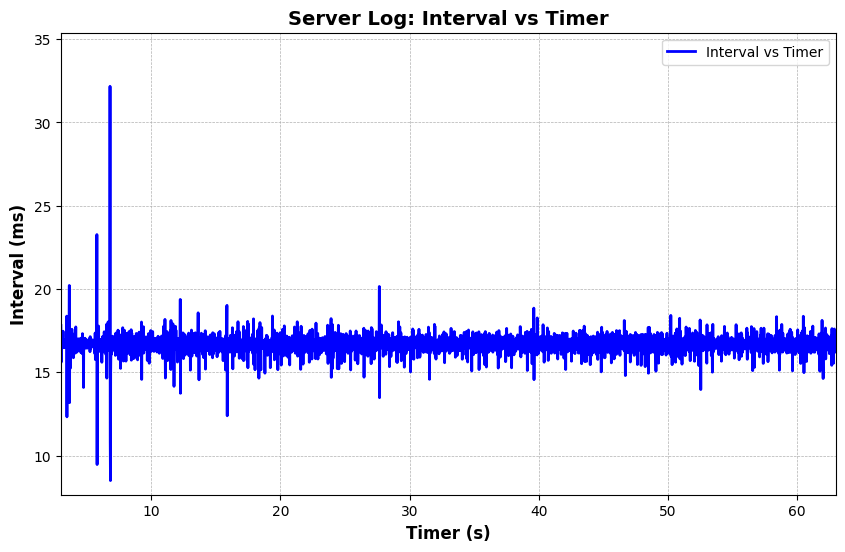 Server Log: Interval vs Timer
Interval vs Timer
Interval (ms)
35
30
25
20
15
10
10 20 30 40 50 60
Timer (s)